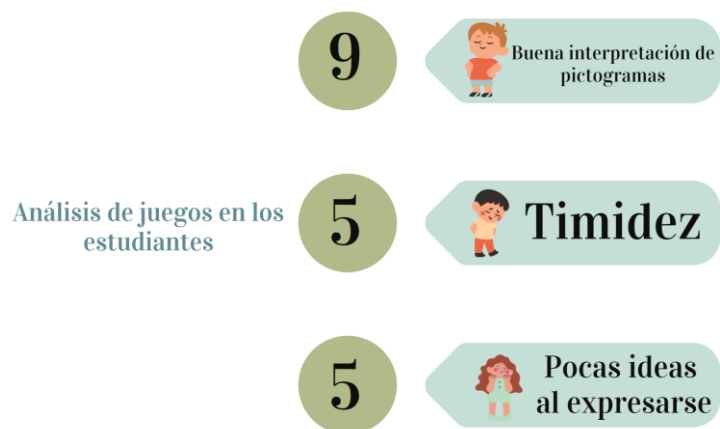 9
Buena interpretación de
pictogramas
Análisis de juegos en los
estudiantes
5
Timidez
5
Pocas ideas
al expresarse